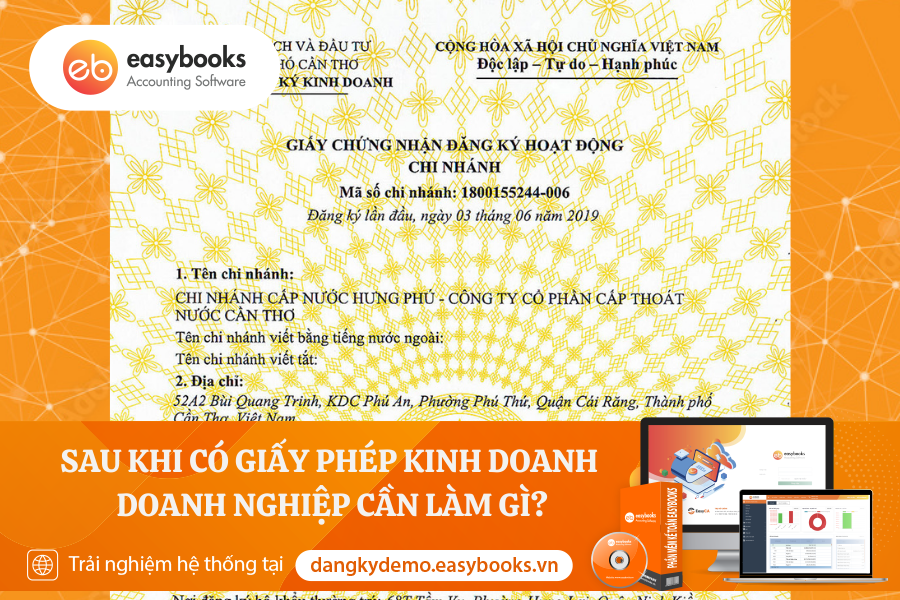 easybooks
Accounting Software
CH VÀ ĐẦU TƯ
HỐ CẦN THƠ
KÝ KINH DOANH
CỘNG HÒA XÃ HỘI CHỦ NGHĨA VIỆT NAM
Độc lập – Tự do – Hạnh phúc
GIẤY CHỨNG NHẬN ĐĂNG KÝ HOẠT ĐỘNG
CHI NHÁNH
Mã số chi nhánh: 1800155244-006
Đăng ký lần đầu, ngày 03 tháng 06 năm 2019
1. Tên chi nhánh:
CHI NHÁNH CẤP NƯỚC HƯNG PHÚ - CÔNG TY CỔ PHẦN CẤP THOÁT
NƯỚC CẦN THƠ
Tên chi nhánh viết bằng tiếng nước ngoài:
Tên chi nhánh viết tắt:
2. Địa chỉ:
52A2 Bùi Quang Trinh, KDC Phú An, Phường Phú Thứ, Quận Cái Răng, Thành phố
Cần Thơ, Việt Nam
SAU KHI CÓ GIẤY PHÉP KINH DOANH
DOANH NGHIỆP CẦN LÀM GÌ?
easybooks
easybooks
PHẦN MỀM KẾ TOÁN EASYBOOKS
Trải nghiệm hệ thống tại
dangkydemo.easybooks.vn